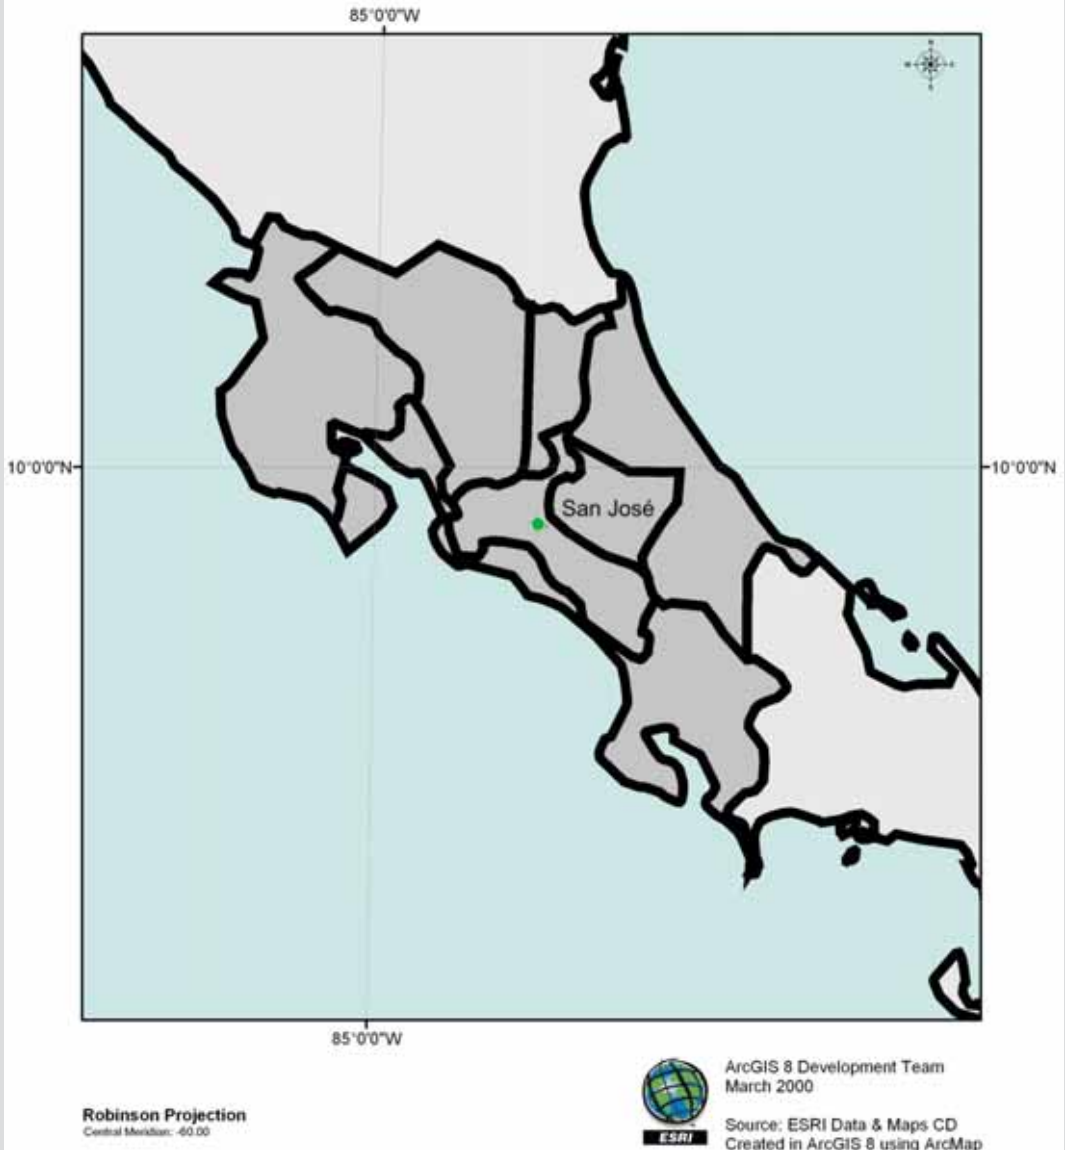 85°0'0"W
10°0'0"N
10°0'0"N
San José
85°0'0"W
Robinson Projection
Central Meridian: -60.00
ESRI
ArcGIS 8 Development Team
March 2000
Source: ESRI Data & Maps CD
Created in ArcGIS 8 using ArcMap